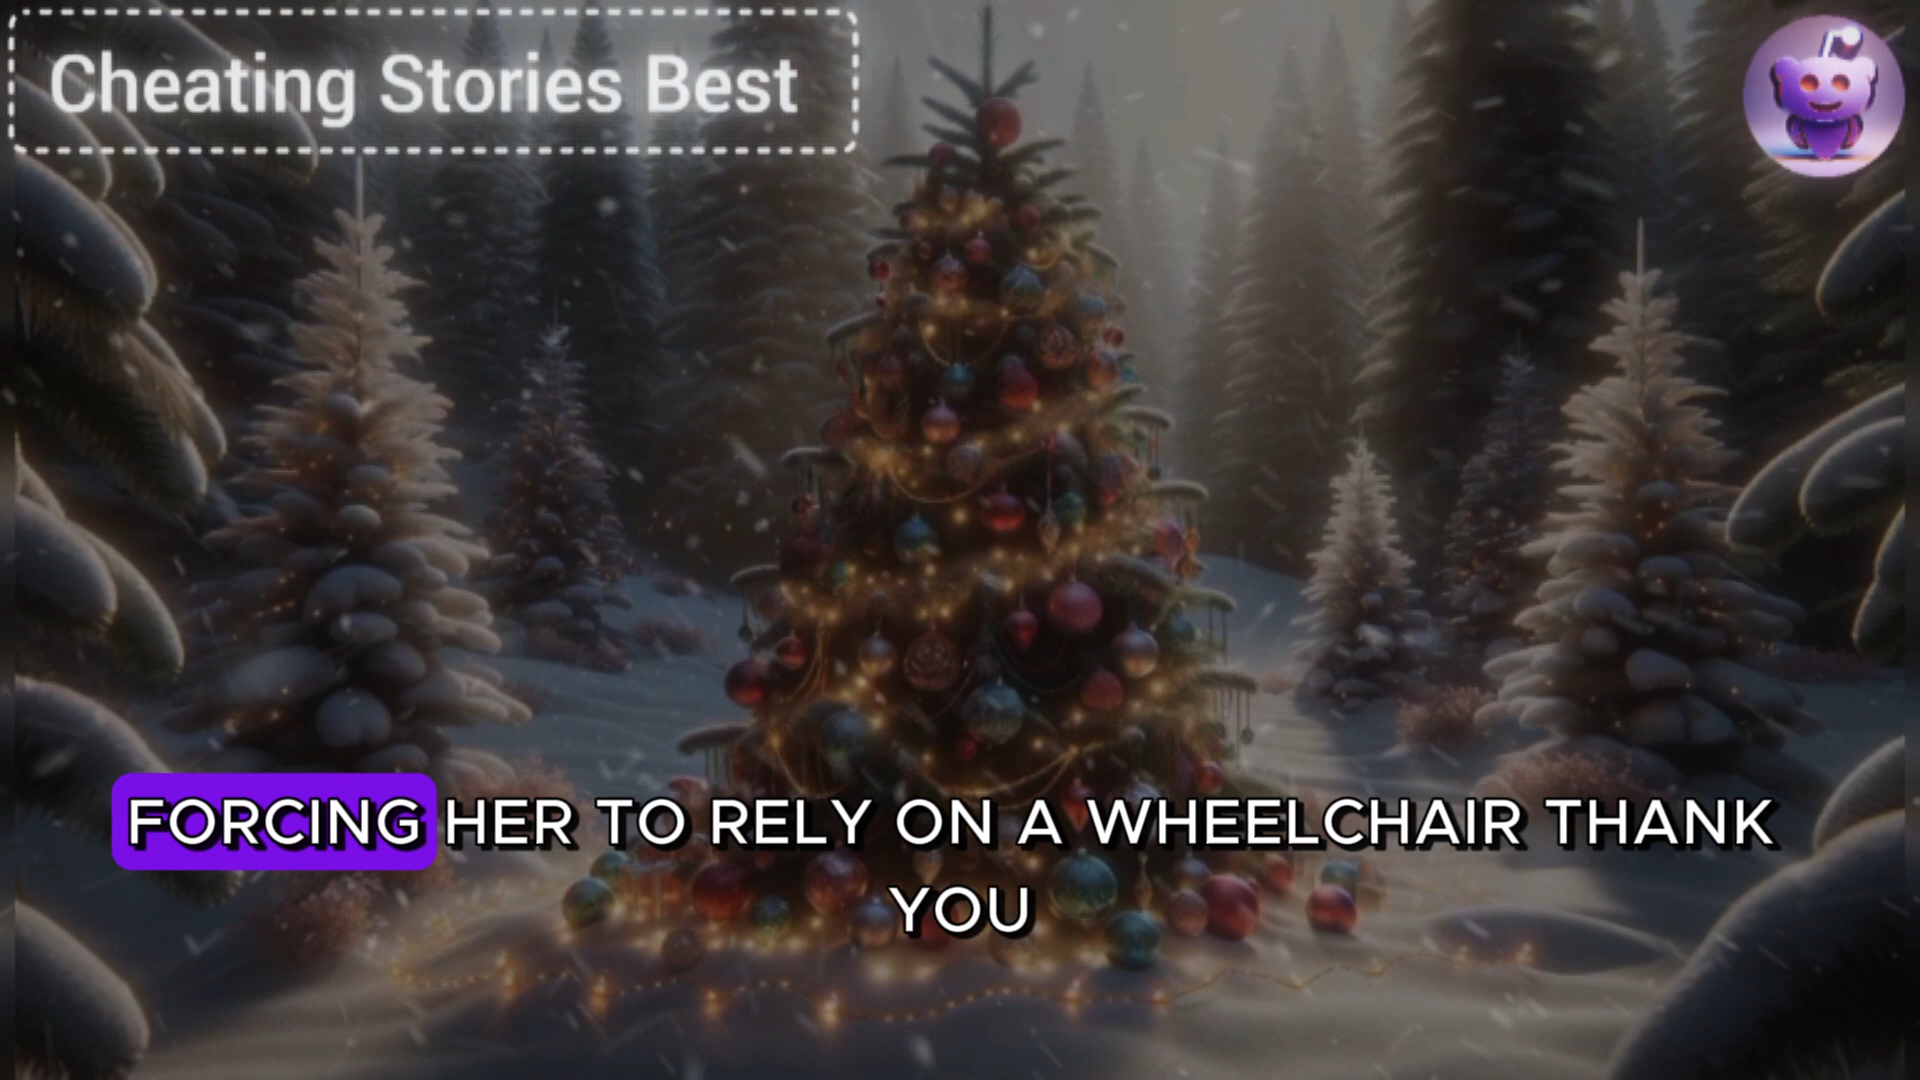 Cheating Stories Best
FORCING HER TO RELY ON A WHEELCHAIR THANK
YOU